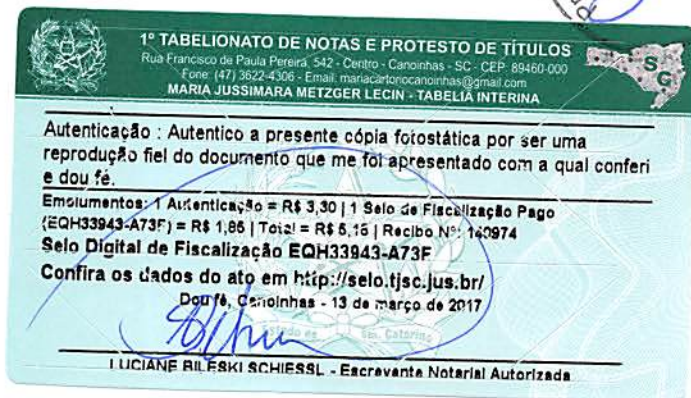 1º TABELIONATO DE NOTAS E PROTESTO DE TÍTULOS
Rua Francisco de Paula Pereira, 542 - Centro - Canoinhas - SC - CEP: 89460-000
Fone: (47) 3622-4306 - Email: mariacartoriocanoinhas@gmail.com
MARIA JUSSIMARA METZGER LECIN - TABELIÃ INTERINA
SC
Autenticação : Autentico a presente cópia fotostática por ser uma
reprodução fiel do documento que me foi apresentado com a qual conferi
e dou fé.
Emolumentos: 1 Autenticação = R$ 3,30 | 1 Selo de Fiscalização Pago
(EQH33943-A73F) = R$ 1,85 | Total = R$ 5,15 | Recibo Nº: 140974
Selo Digital de Fiscalização EQH33943-A73F
Confira os dados do ato em http://selo.tjsc.jus.br/
Dou fé, Canoinhas - 13 de março de 2017
Estado de Sta. Catarina
LUCIANE BILESKI SCHIESSL - Escrevente Notarial Autorizada